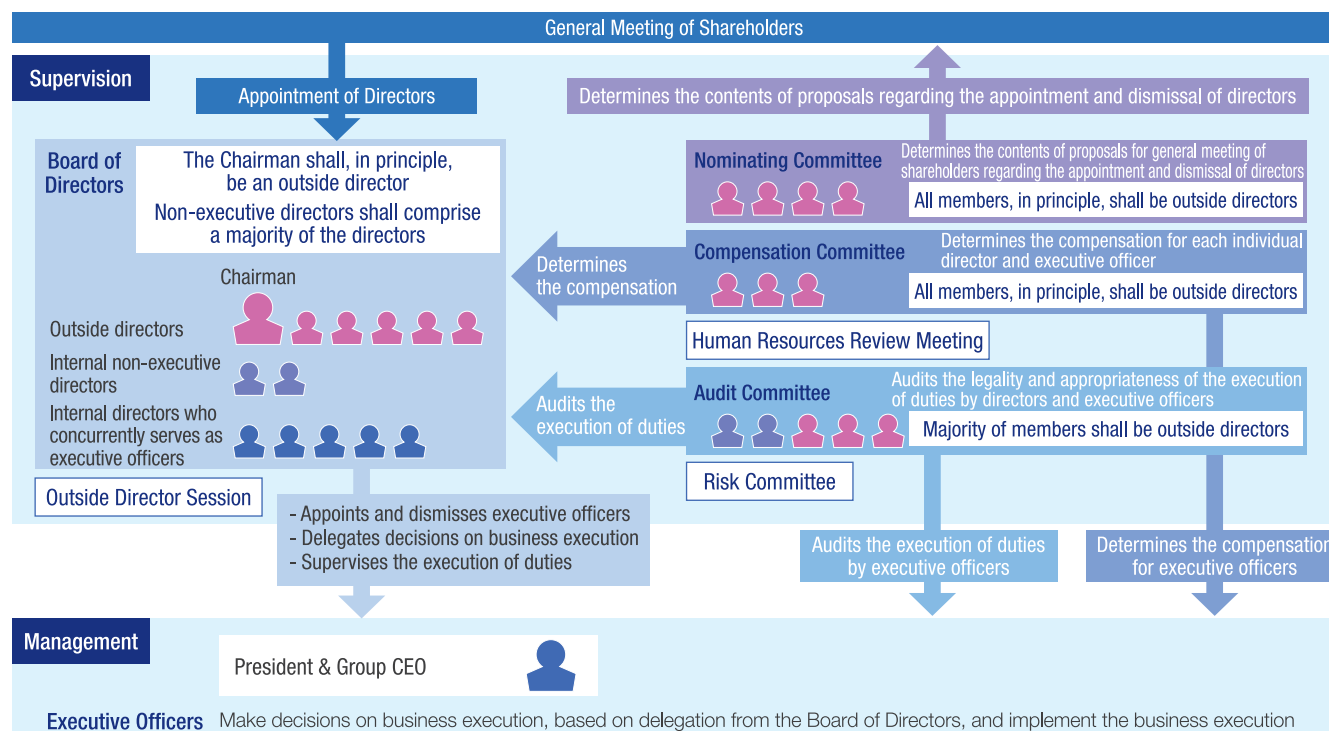 General Meeting of Shareholders
Supervision
Appointment of Directors
Determines the contents of proposals regarding the appointment and dismissal of directors
Board of
Directors
The Chairman shall, in principle,
be an outside director
Non-executive directors shall comprise
a majority of the directors
Chairman
Outside directors
Internal non-executive
directors
Internal directors who
concurrently serves as
executive officers
Outside Director Session
Determines
the compensation
Audits the
execution of duties
Nominating Committee
Determines the contents of proposals for general meeting of
shareholders regarding the appointment and dismissal of directors
All members, in principle, shall be outside directors
Compensation Committee
Determines the compensation for each individual
director and executive officer
All members, in principle, shall be outside directors
Human Resources Review Meeting
Audit Committee
Audits the legality and appropriateness of the execution
of duties by directors and executive officers
Majority of members shall be outside directors
Risk Committee
- Appoints and dismisses executive officers
- Delegates decisions on business execution
- Supervises the execution of duties
Audits the execution of duties
by executive officers
Determines the compensation
for executive officers
Management
President & Group CEO
Executive Officers
Make decisions on business execution, based on delegation from the Board of Directors, and implement the business execution